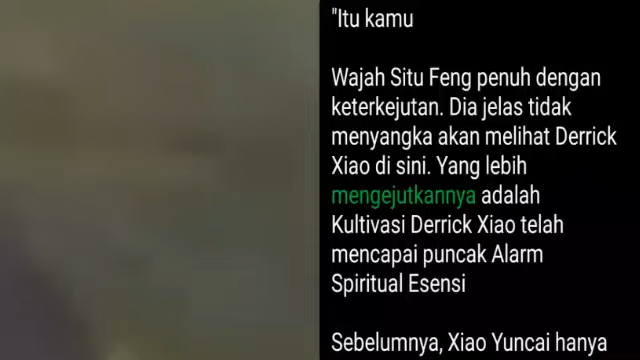 "Itu kamu
Wajah Situ Feng penuh dengan
keterkejutan. Dia jelas tidak
menyangka akan melihat Derrick
Xiao di sini. Yang lebih
mengejutkannya adalah
Kultivasi Derrick Xiao telah
mencapai puncak Alarm
Spiritual Esensi
Sebelumnya, Xiao Yuncai hanya